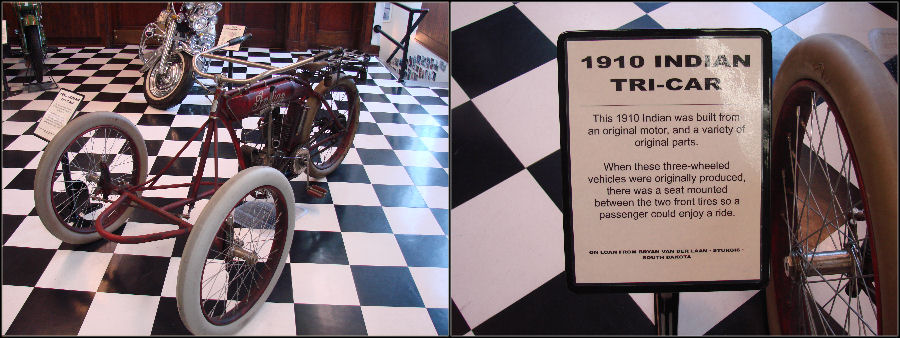 Indian
1910 INDIAN
TRI-CAR
This 1910 Indian was built from
an original motor, and a variety of
original parts.
When these three-wheeled
vehicles were originally produced,
there was a seat mounted
between the two front tires so a
passenger could enjoy a ride.
ON LOAN FROM BRYAN VAN DER LAAN - STURGIS -
SOUTH DAKOTA